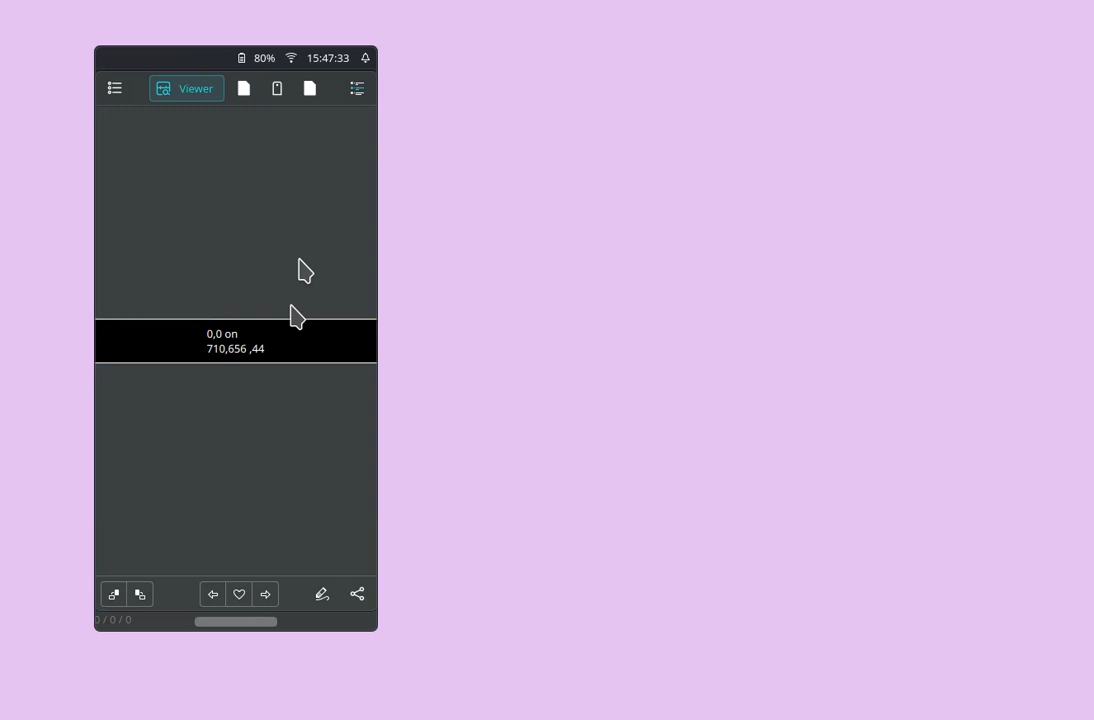 80%
15:47:33
Viewer
0,0 on
710,656 ,44
0 / 0 / 0